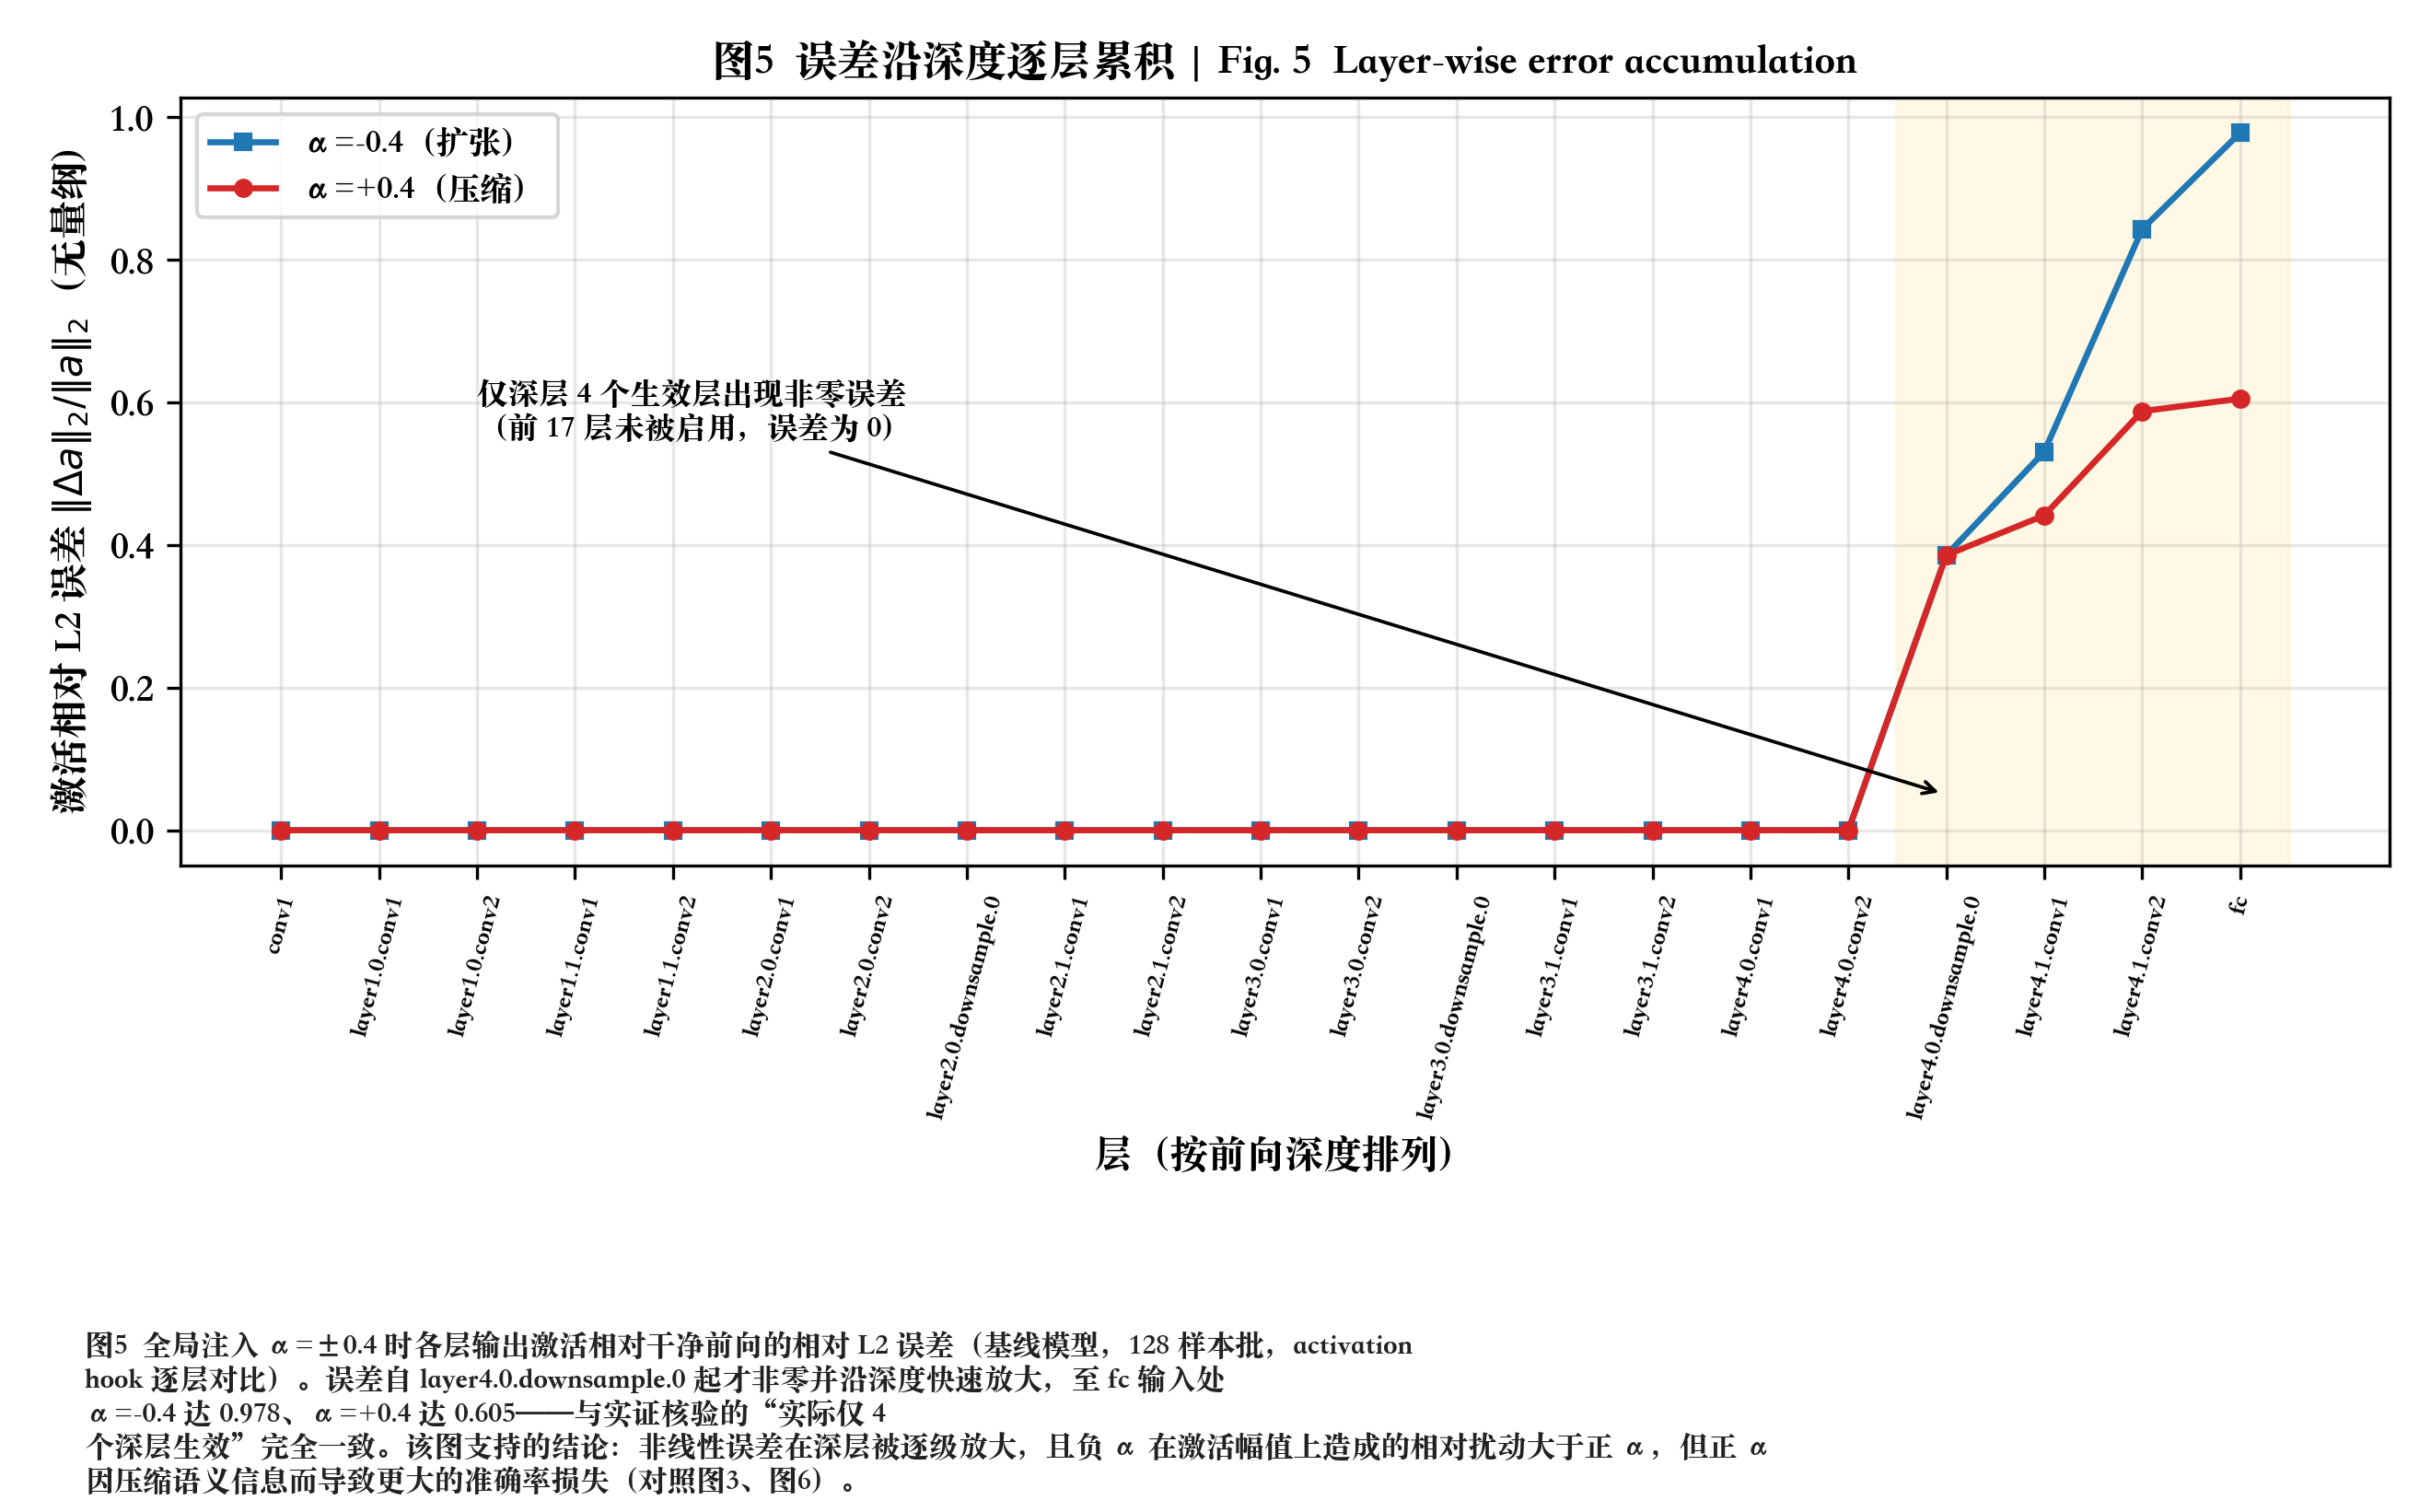 图5 误差沿深度逐层累积 | Fig. 5 Layer-wise error accumulation
激活相对 L2 误差 ‖Δa‖₂/‖a‖₂ （无量纲）
1.0
0.8
0.6
0.4
0.2
0.0
α =-0.4（扩张）
α =+0.4（压缩）
仅深层 4 个生效层出现非零误差
（前 17 层未被启用，误差为 0）
conv1
layer1.0.conv1
layer1.0.conv2
layer1.1.conv1
layer1.1.conv2
layer2.0.conv1
layer2.0.conv2
layer2.0.downsample.0
layer2.1.conv1
layer2.1.conv2
layer3.0.conv1
layer3.0.conv2
layer3.0.downsample.0
layer3.1.conv1
layer3.1.conv2
layer4.0.conv1
layer4.0.conv2
layer4.0.downsample.0
layer4.1.conv1
layer4.1.conv2
fc
层（按前向深度排列）
图5 全局注入 α =±0.4 时各层输出激活相对干净前向的相对 L2 误差（基线模型，128 样本批，activation
hook 逐层对比）。误差自 layer4.0.downsample.0 起才非零并沿深度快速放大，至 fc 输入处
α =-0.4 达 0.978、α =+0.4 达 0.605——与实证核验的“实际仅 4
个深层生效”完全一致。该图支持的结论：非线性误差在深层被逐级放大，且负 α 在激活幅值上造成的相对扰动大于正 α，但正 α
因压缩语义信息而导致更大的准确率损失（对照图3、图6）。